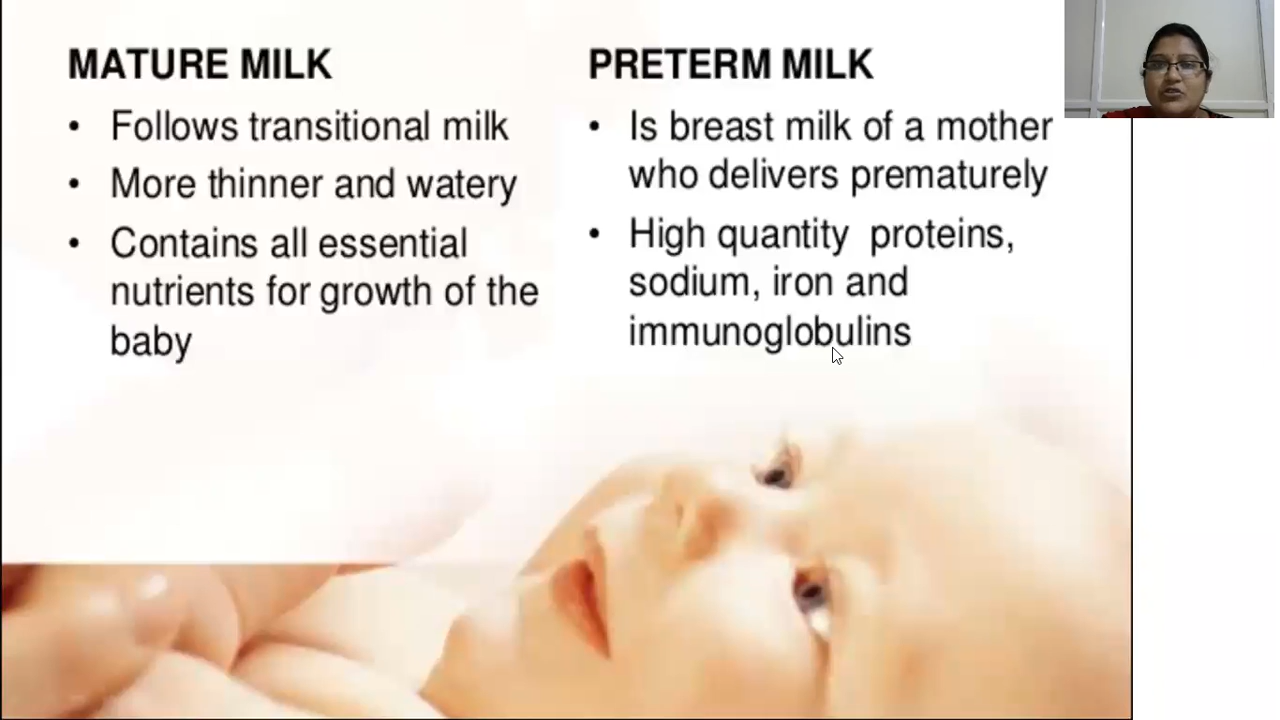 MATURE MILK
• Follows transitional milk
• More thinner and watery
• Contains all essential
nutrients for growth of the
baby
PRETERM MILK
• Is breast milk of a mother
who delivers prematurely
• High quantity proteins,
sodium, iron and
immunoglobulins